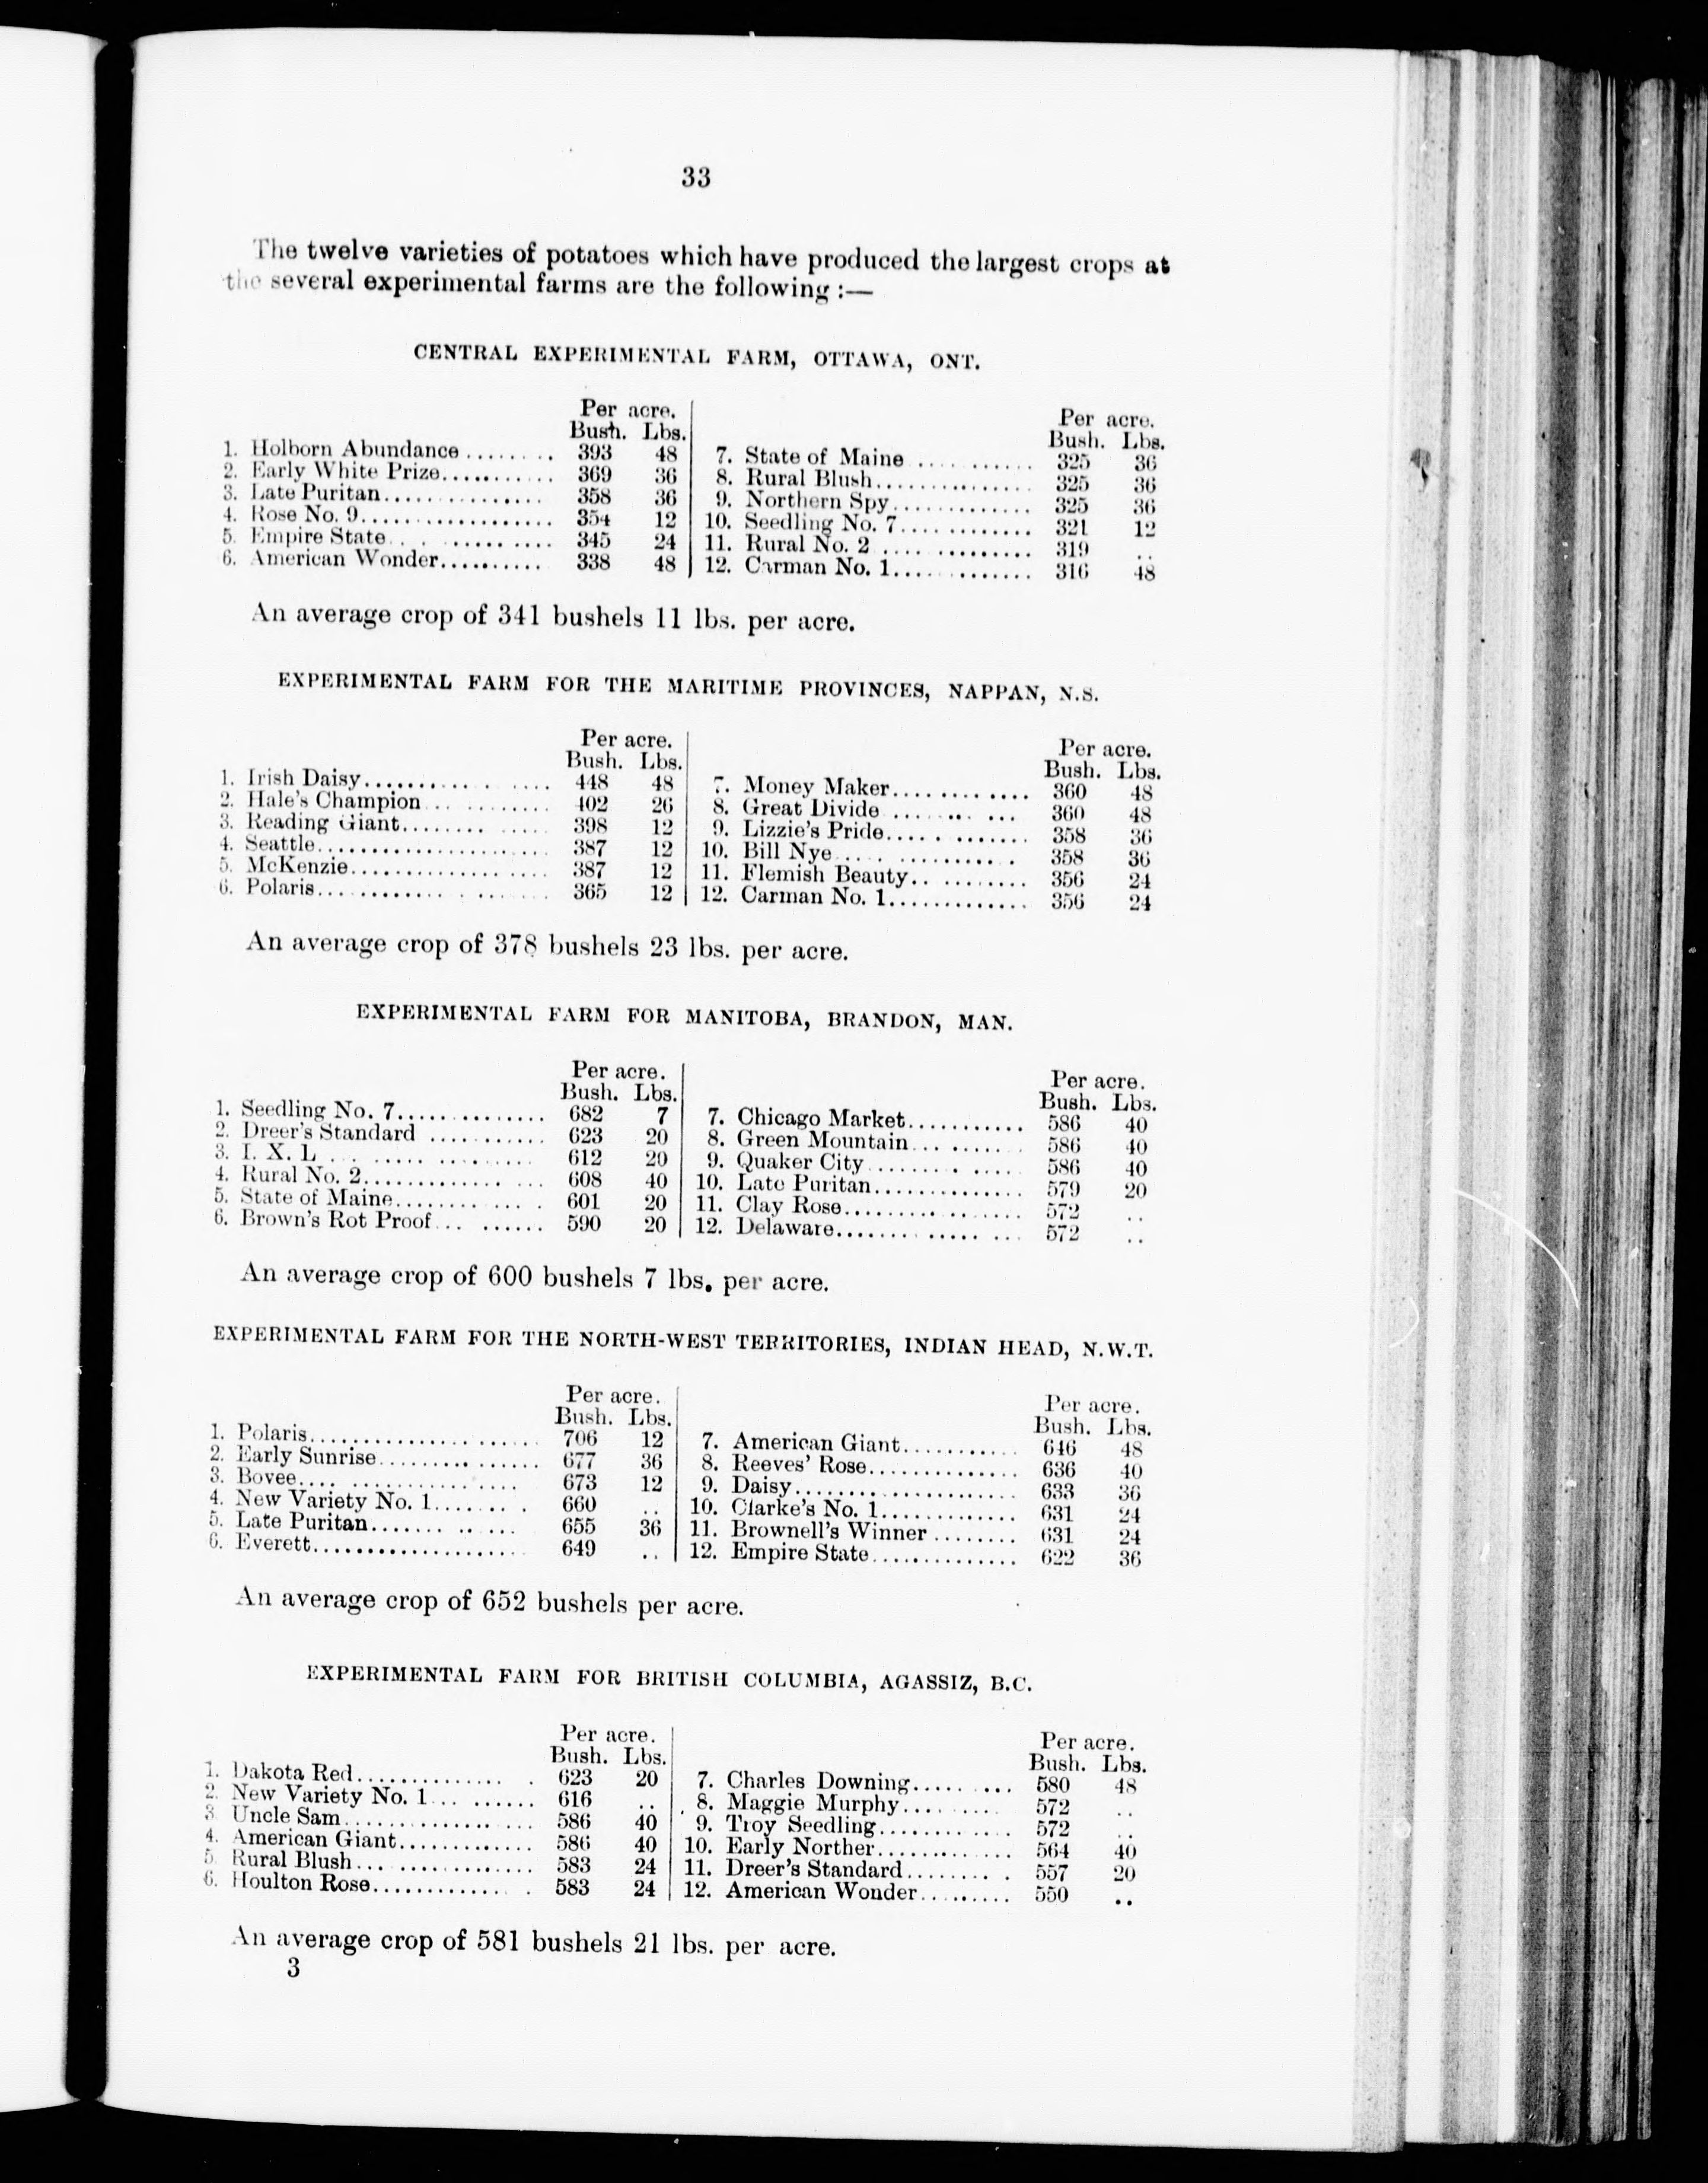 33
The twelve varieties of potatoes which have produced the largest crops at
the several experimental farms are the following :—
CENTRAL EXPERIMENTAL FARM, OTTAWA, ONT.
Per acre.
Bush. Lbs.
1. Holborn Abundance ........ 393 48
2. Early White Prize........... 369 36
3. Late Puritan............... 358 36
4. Rose No. 9.................. 354 12
5. Empire State............... 345 24
6. American Wonder.......... 338 48
Per acre.
Bush. Lbs.
7. State of Maine ........... 325 36
8. Rural Blush............... 325 36
9. Northern Spy............. 325 36
10. Seedling No. 7............ 321 12
11. Rural No. 2 .............. 319 ..
12. Carman No. 1............. 316 48
An average crop of 341 bushels 11 lbs. per acre.
EXPERIMENTAL FARM FOR THE MARITIME PROVINCES, NAPPAN, N.S.
Per acre.
Bush. Lbs.
1. Irish Daisy................. 448 48
2. Hale's Champion ........... 402 26
3. Reading Giant.............. 398 12
4. Seattle...................... 387 12
5. McKenzie................... 387 12
6. Polaris...................... 365 12
Per acre.
Bush. Lbs.
7. Money Maker............. 360 48
8. Great Divide ............. 360 48
9. Lizzie's Pride............. 358 36
10. Bill Nye................. 358 36
11. Flemish Beauty........... 356 24
12. Carman No. 1............. 356 24
An average crop of 378 bushels 23 lbs. per acre.
EXPERIMENTAL FARM FOR MANITOBA, BRANDON, MAN.
Per acre.
Bush. Lbs.
1. Seedling No. 7.............. 682 7
2. Dreer's Standard ........... 623 20
3. I. X. L .................... 612 20
4. Rural No. 2................. 608 40
5. State of Maine.............. 601 20
6. Brown's Rot Proof.......... 590 20
Per acre.
Bush. Lbs.
7. Chicago Market........... 586 40
8. Green Mountain........... 586 40
9. Quaker City.............. 586 40
10. Late Puritan.............. 579 20
11. Clay Rose................. 572 ..
12. Delaware................. 572 ..
An average crop of 600 bushels 7 lbs. per acre.
EXPERIMENTAL FARM FOR THE NORTH-WEST TERRITORIES, INDIAN HEAD, N.W.T.
Per acre.
Bush. Lbs.
1. Polaris...................... 706 12
2. Early Sunrise............... 677 36
3. Bovee...................... 673 12
4. New Variety No. 1......... 660 ..
5. Late Puritan............... 655 36
6. Everett..................... 649 ..
Per acre.
Bush. Lbs.
7. American Giant........... 646 48
8. Reeves' Rose.............. 636 40
9. Daisy..................... 633 36
10. Clarke's No. 1............. 631 24
11. Brownell's Winner ........ 631 24
12. Empire State.............. 622 36
An average crop of 652 bushels per acre.
EXPERIMENTAL FARM FOR BRITISH COLUMBIA, AGASSIZ, B.C.
Per acre.
Bush. Lbs.
1. Dakota Red................ 623 20
2. New Variety No. 1......... 616 ..
3. Uncle Sam.................. 586 40
4. American Giant............. 586 40
5. Rural Blush................ 583 24
6. Houlton Rose.............. 583 24
Per acre.
Bush. Lbs.
7. Charles Downing......... 580 48
8. Maggie Murphy.......... 572 ..
9. Troy Seedling............ 572 ..
10. Early Norther............. 564 40
11. Dreer's Standard......... 557 20
12. American Wonder......... 550 ..
An average crop of 581 bushels 21 lbs. per acre.
3